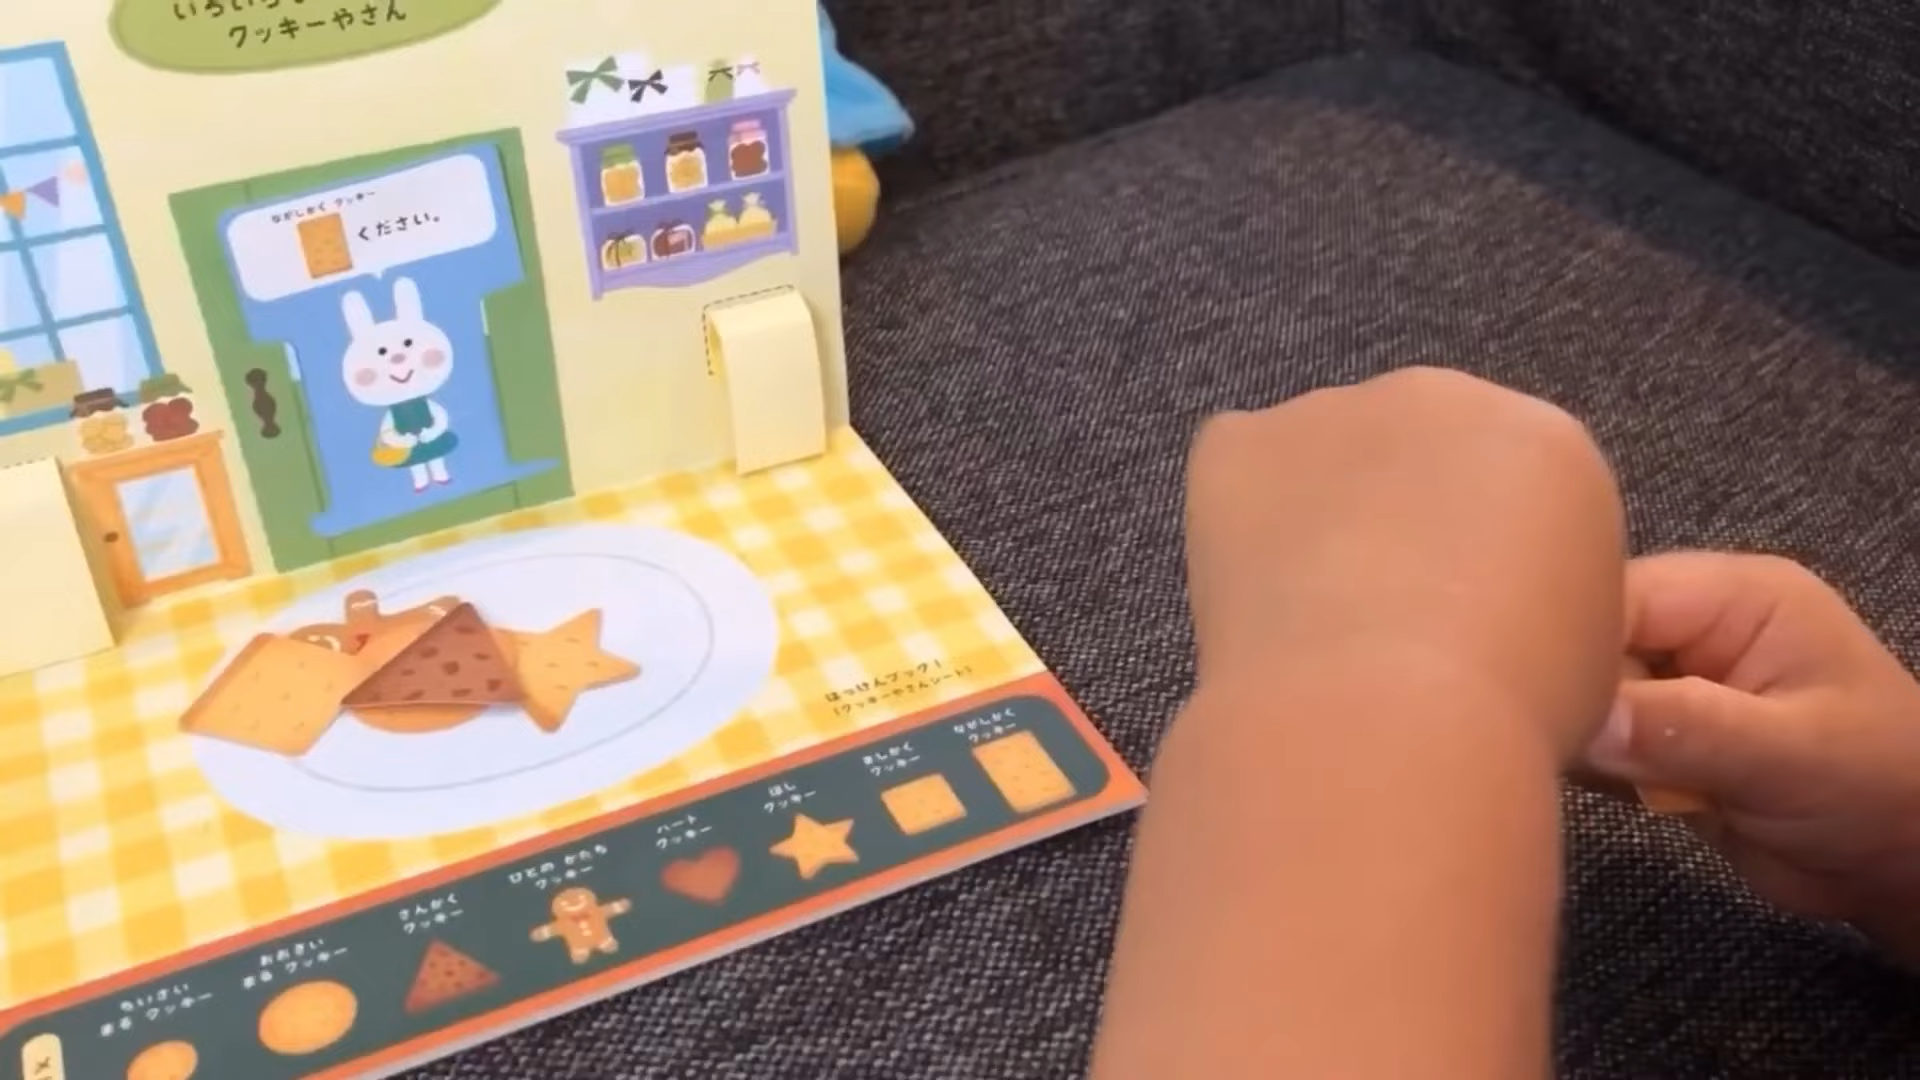 クッキーやさん
ながしかく クッキー
ください。
はっけんブック!
(クッキーやさんシート)
ちいさい
まる クッキー
おおきい
まる クッキー
さんかく
クッキー
ひとの かたち
クッキー
ハート
クッキー
ほし
クッキー
ましかく
クッキー
ながしかく
クッキー